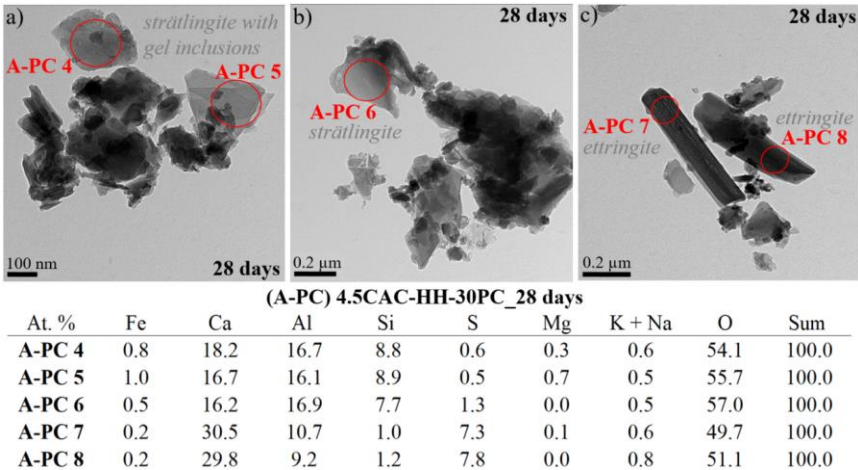 a)
strätlingite with
gel inclusions
28 days
A-PC 4
A-PC 5
100 nm
28 days
b)
28 days
A-PC 6
strätlingite
0.2 µm
c)
28 days
A-PC 7
ettringite
ettringite
A-PC 8
0.2 µm
(A-PC) 4.5CAC-HH-30PC_28 days
At. % Fe Ca Al Si S Mg K + Na O Sum
A-PC 4 0.8 18.2 16.7 8.8 0.6 0.3 0.6 54.1 100.0
A-PC 5 1.0 16.7 16.1 8.9 0.5 0.7 0.5 55.7 100.0
A-PC 6 0.5 16.2 16.9 7.7 1.3 0.0 0.5 57.0 100.0
A-PC 7 0.2 30.5 10.7 1.0 7.3 0.1 0.6 49.7 100.0
A-PC 8 0.2 29.8 9.2 1.2 7.8 0.0 0.8 51.1 100.0